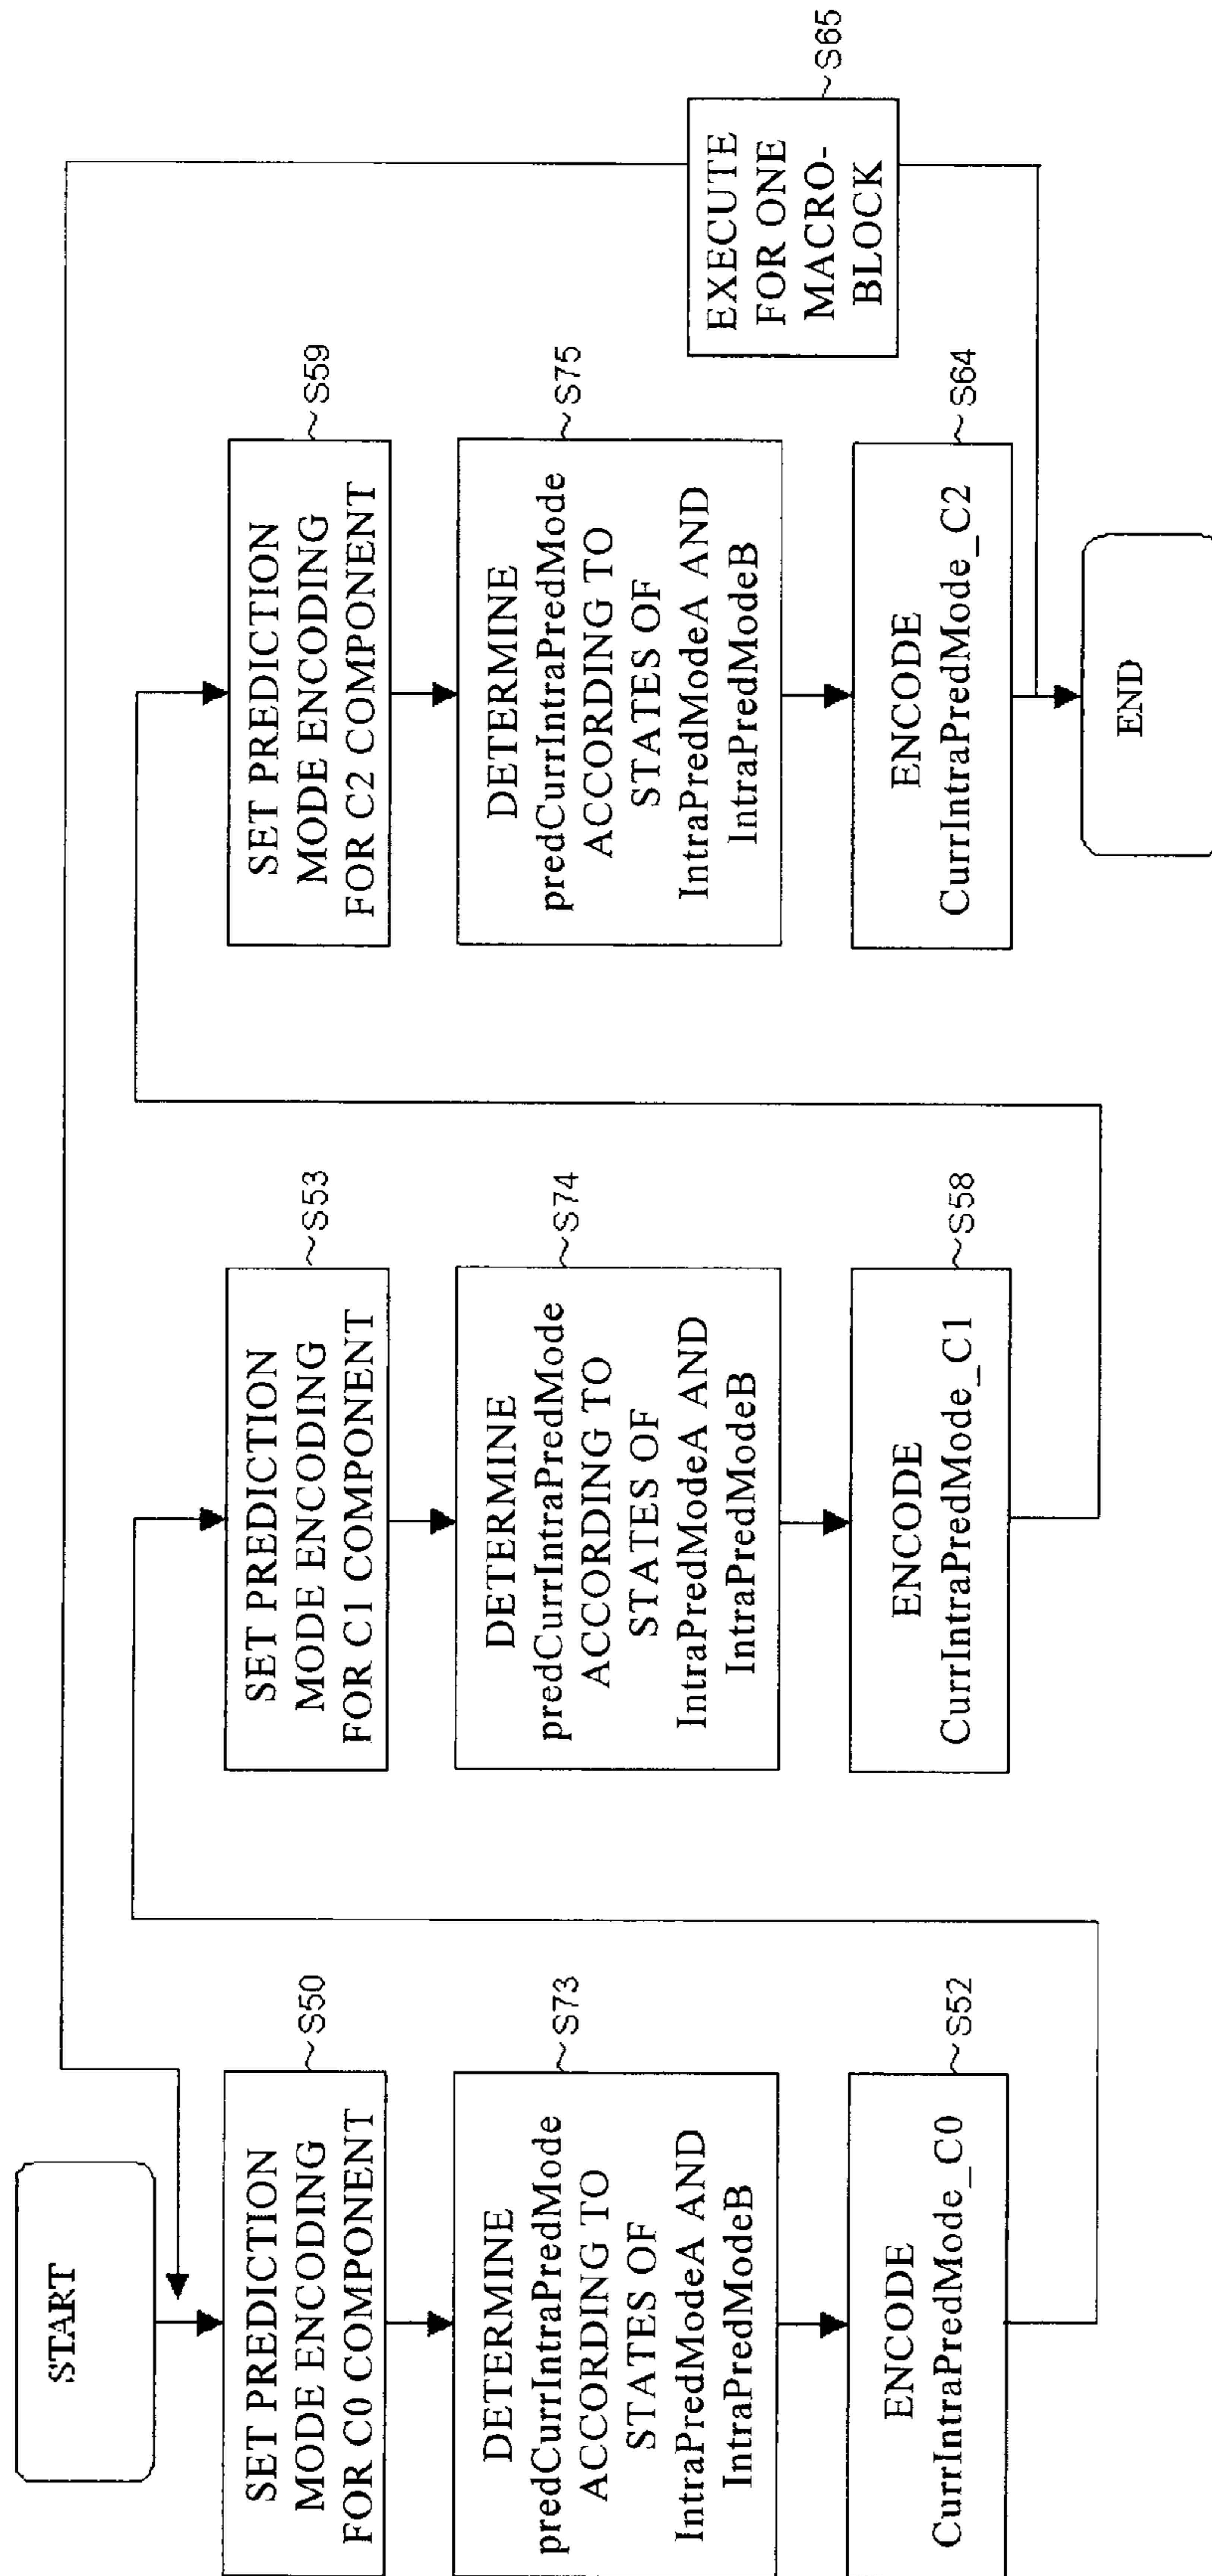 START
SET PREDICTION
MODE ENCODING
FOR C0 COMPONENT
~S50
DETERMINE
predCurrIntraPredMode
ACCORDING TO
STATES OF
IntraPredModeA AND
IntraPredModeB
~S73
ENCODE
CurrIntraPredMode_C0
~S52
SET PREDICTION
MODE ENCODING
FOR C1 COMPONENT
~S53
DETERMINE
predCurrIntraPredMode
ACCORDING TO
STATES OF
IntraPredModeA AND
IntraPredModeB
~S74
ENCODE
CurrIntraPredMode_C1
~S58
SET PREDICTION
MODE ENCODING
FOR C2 COMPONENT
~S59
DETERMINE
predCurrIntraPredMode
ACCORDING TO
STATES OF
IntraPredModeA AND
IntraPredModeB
~S75
ENCODE
CurrIntraPredMode_C2
~S64
EXECUTE
FOR ONE
MACRO-
BLOCK
~S65
END